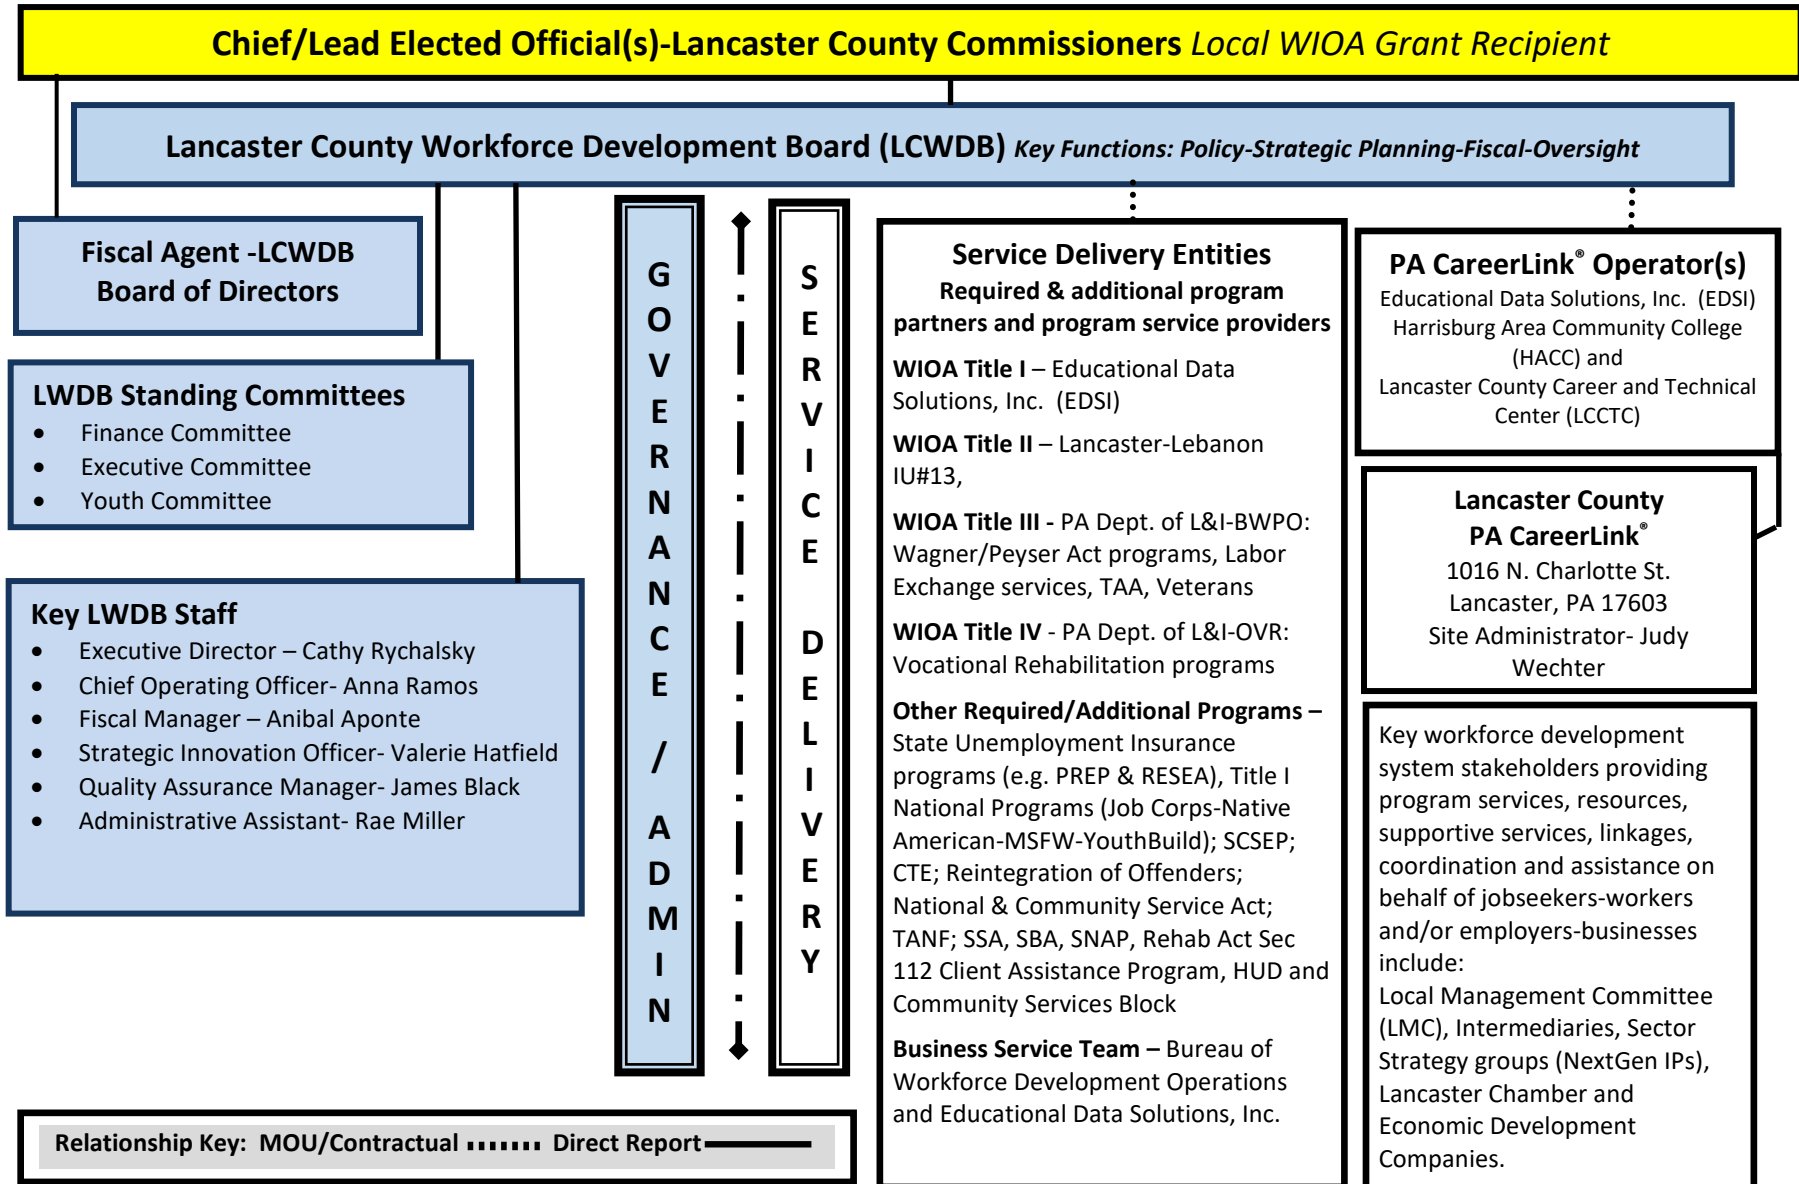 Chief/Lead Elected Official(s)-Lancaster County Commissioners Local WIOA Grant Recipient
Lancaster County Workforce Development Board (LCWDB) Key Functions: Policy-Strategic Planning-Fiscal-Oversight
Fiscal Agent -LCWDB
Board of Directors
LWDB Standing Committees
• Finance Committee
• Executive Committee
• Youth Committee
Key LWDB Staff
• Executive Director – Cathy Rychalsky
• Chief Operating Officer- Anna Ramos
• Fiscal Manager – Anibal Aponte
• Strategic Innovation Officer- Valerie Hatfield
• Quality Assurance Manager- James Black
• Administrative Assistant- Rae Miller
GOVERNANCE / ADMIN
SERVICE DELIVERY
Service Delivery Entities
Required & additional program
partners and program service providers
WIOA Title I – Educational Data
Solutions, Inc. (EDSI)
WIOA Title II – Lancaster-Lebanon
IU#13,
WIOA Title III - PA Dept. of L&I-BWPO:
Wagner/Peyser Act programs, Labor
Exchange services, TAA, Veterans
WIOA Title IV - PA Dept. of L&I-OVR:
Vocational Rehabilitation programs
Other Required/Additional Programs –
State Unemployment Insurance
programs (e.g. PREP & RESEA), Title I
National Programs (Job Corps-Native
American-MSFW-YouthBuild); SCSEP;
CTE; Reintegration of Offenders;
National & Community Service Act;
TANF; SSA, SBA, SNAP, Rehab Act Sec
112 Client Assistance Program, HUD and
Community Services Block
Business Service Team – Bureau of
Workforce Development Operations
and Educational Data Solutions, Inc.
PA CareerLink® Operator(s)
Educational Data Solutions, Inc. (EDSI)
Harrisburg Area Community College
(HACC) and
Lancaster County Career and Technical
Center (LCCTC)
Lancaster County
PA CareerLink®
1016 N. Charlotte St.
Lancaster, PA 17603
Site Administrator- Judy
Wechter
Key workforce development
system stakeholders providing
program services, resources,
supportive services, linkages,
coordination and assistance on
behalf of jobseekers-workers
and/or employers-businesses
include:
Local Management Committee
(LMC), Intermediaries, Sector
Strategy groups (NextGen IPs),
Lancaster Chamber and
Economic Development
Companies.
Relationship Key: MOU/Contractual Direct Report